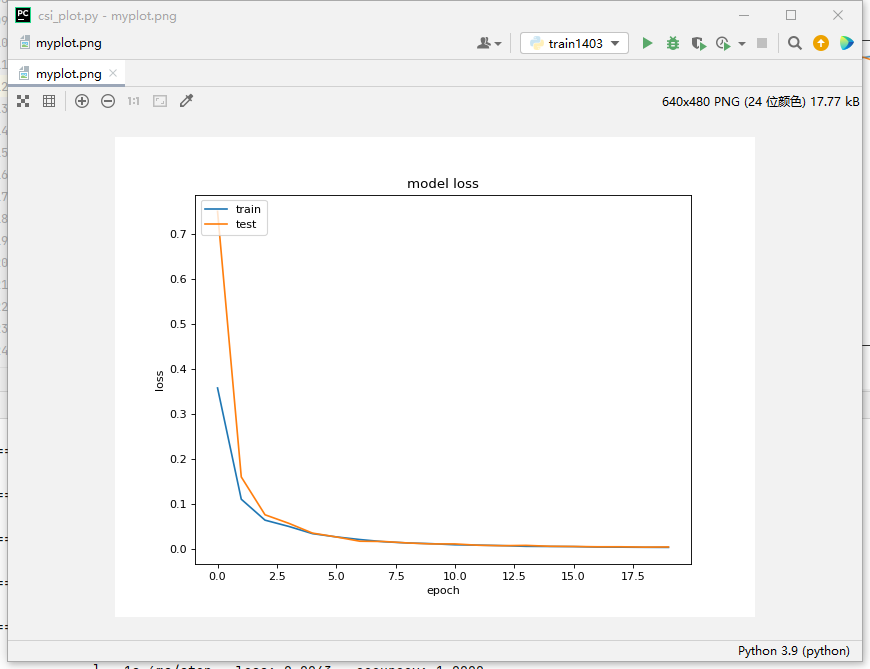 csi_plot.py - myplot.png
myplot.png
train1403
myplot.png
1:1
640x480 PNG (24 位颜色) 17.77 kB
model loss
train
test
0.7
0.6
0.5
0.4
0.3
0.2
0.1
0.0
loss
0.0 2.5 5.0 7.5 10.0 12.5 15.0 17.5
epoch
Python 3.9 (python)